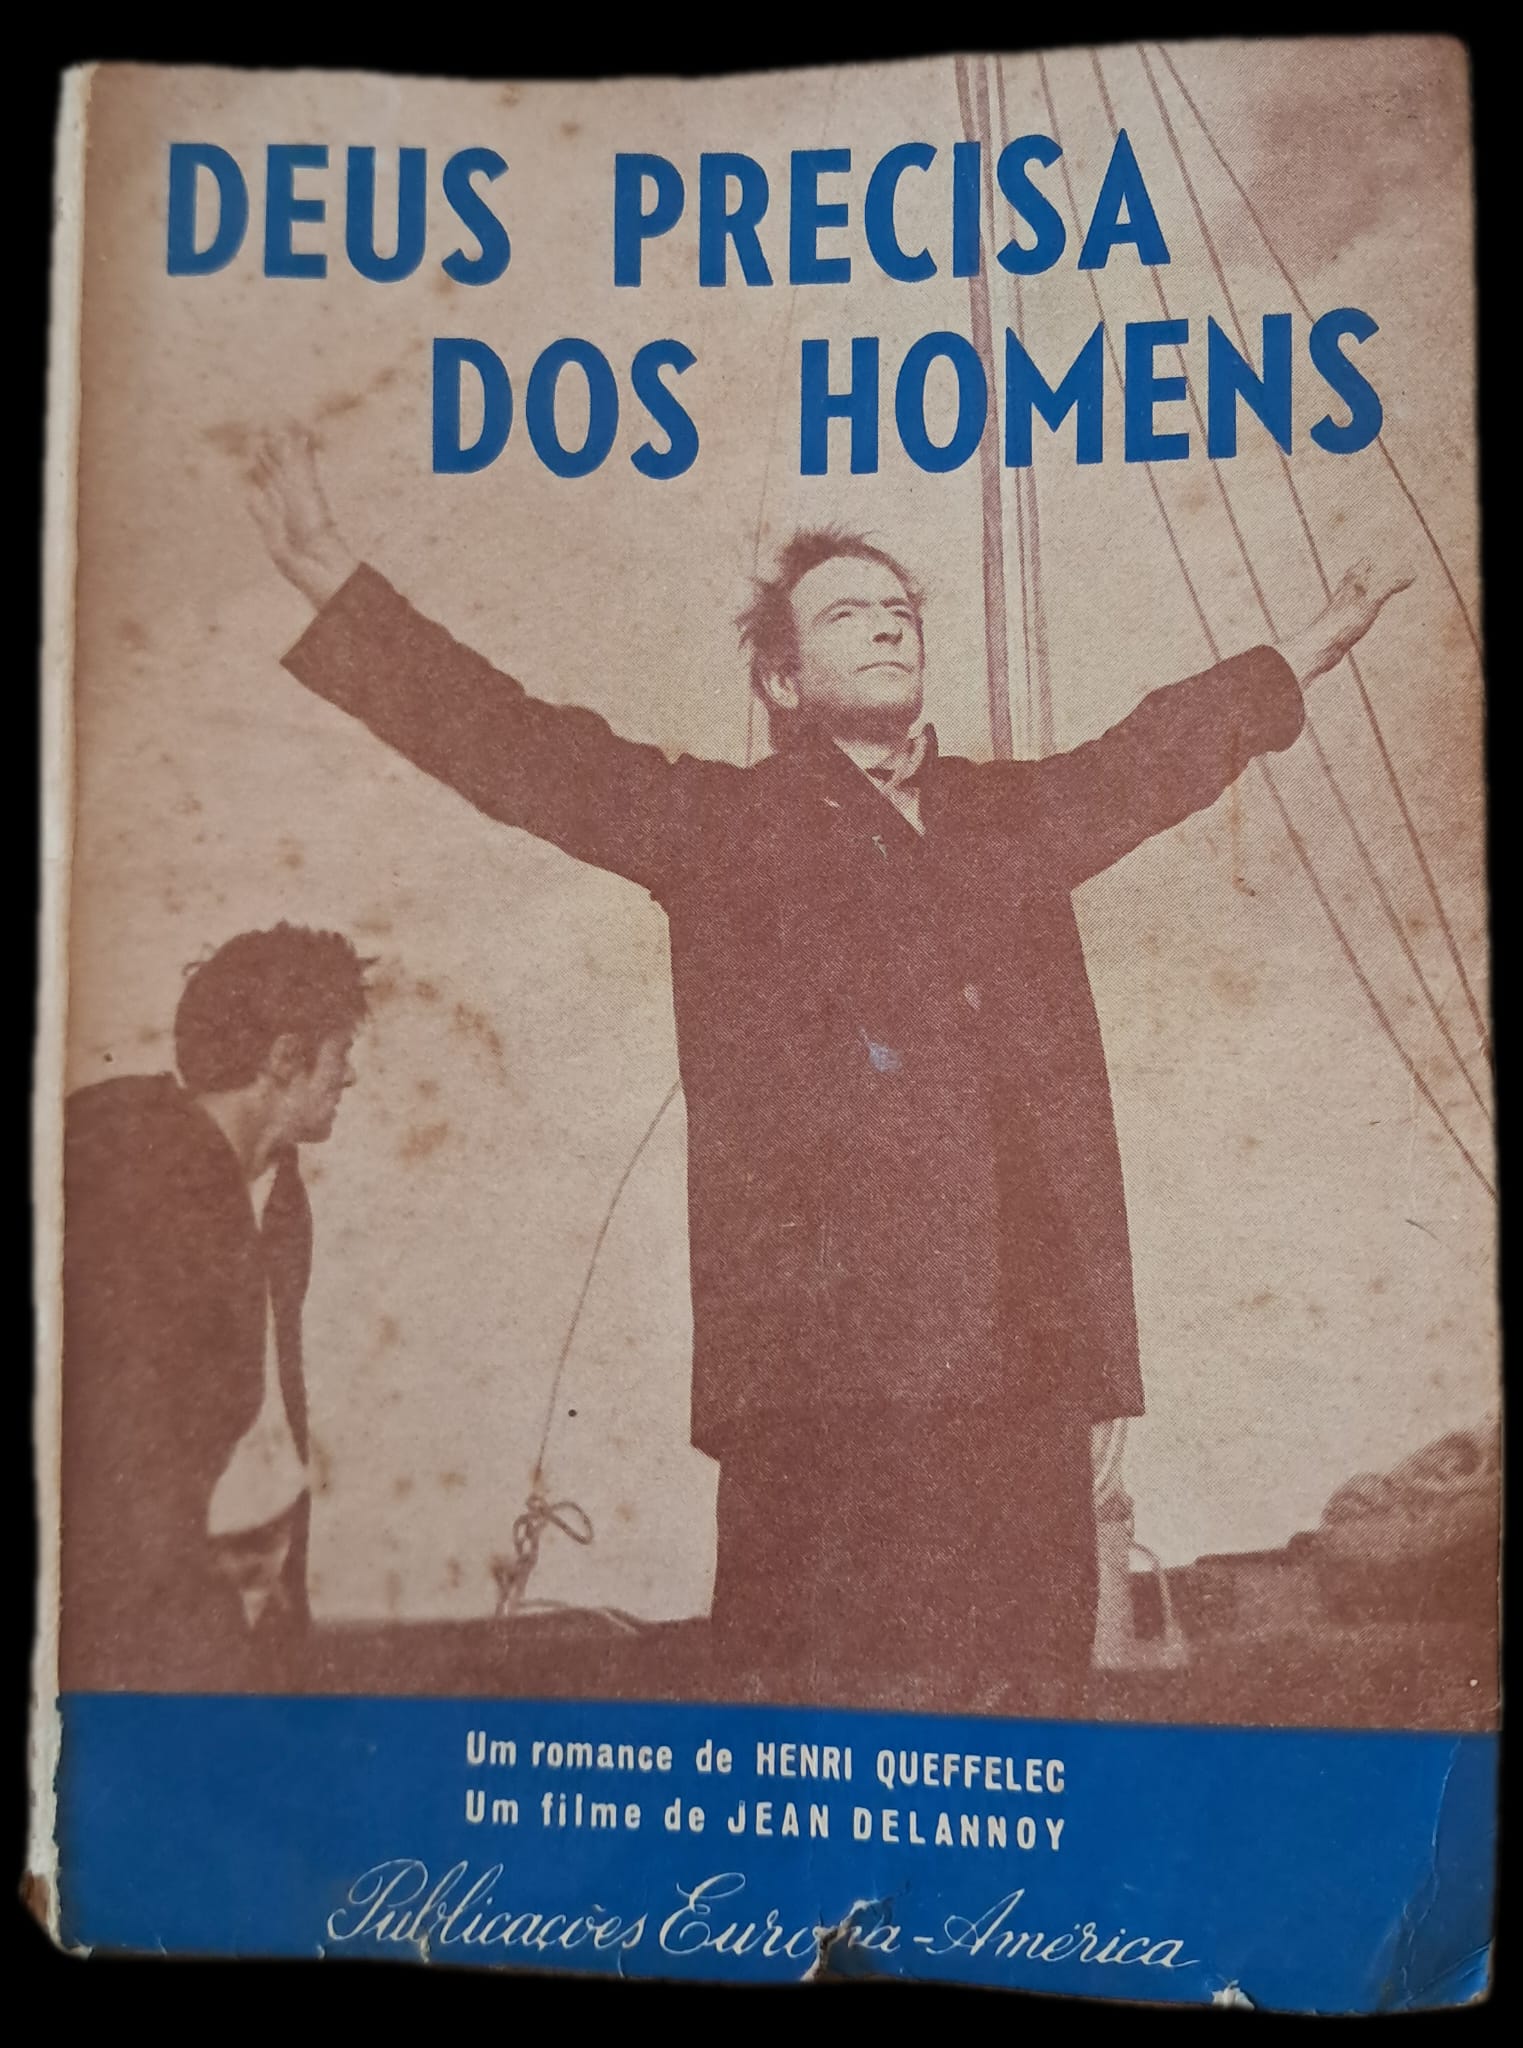 DEUS PRECISA
DOS HOMENS
Um romance de HENRI QUEFFELEC
Um filme de JEAN DELANNOY
Publicações Europa-América